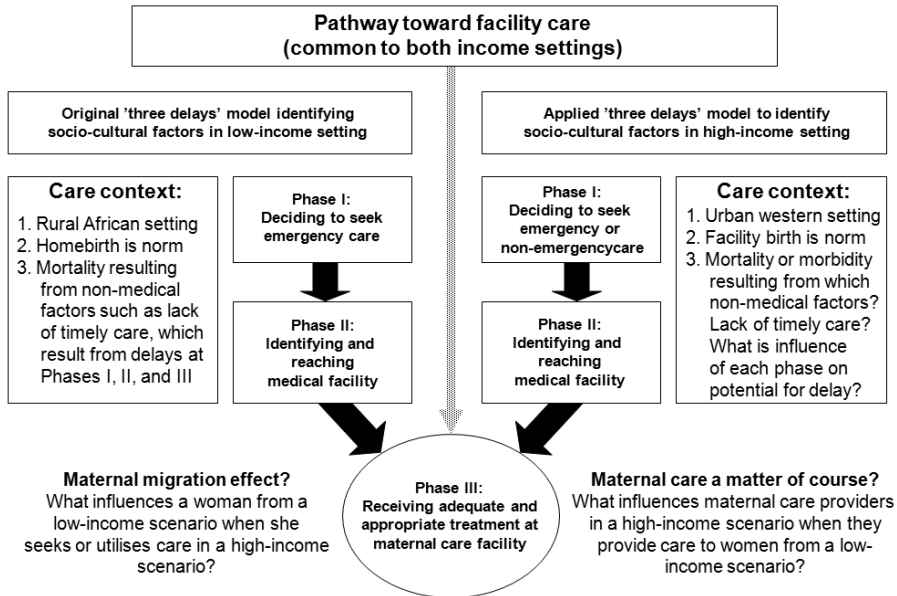 Pathway toward facility care
(common to both income settings)
Original 'three delays' model identifying
socio-cultural factors in low-income setting
Applied 'three delays' model to identify
socio-cultural factors in high-income setting
Care context:
1. Rural African setting
2. Homebirth is norm
3. Mortality resulting
from non-medical
factors such as lack
of timely care, which
result from delays at
Phases I, II, and III
Phase I:
Deciding to seek
emergency care
Phase II:
Identifying and
reaching
medical facility
Phase I:
Deciding to seek
emergency or
non-emergencycare
Phase II:
Identifying and
reaching
medical facility
Care context:
1. Urban western setting
2. Facility birth is norm
3. Mortality or morbidity
resulting from which
non-medical factors?
Lack of timely care?
What is influence
of each phase on
potential for delay?
Maternal migration effect?
What influences a woman from a
low-income scenario when she
seeks or utilises care in a high-income
scenario?
Phase III:
Receiving adequate and
appropriate treatment at
maternal care facility
Maternal care a matter of course?
What influences maternal care providers
in a high-income scenario when they
provide care to women from a low-
income scenario?